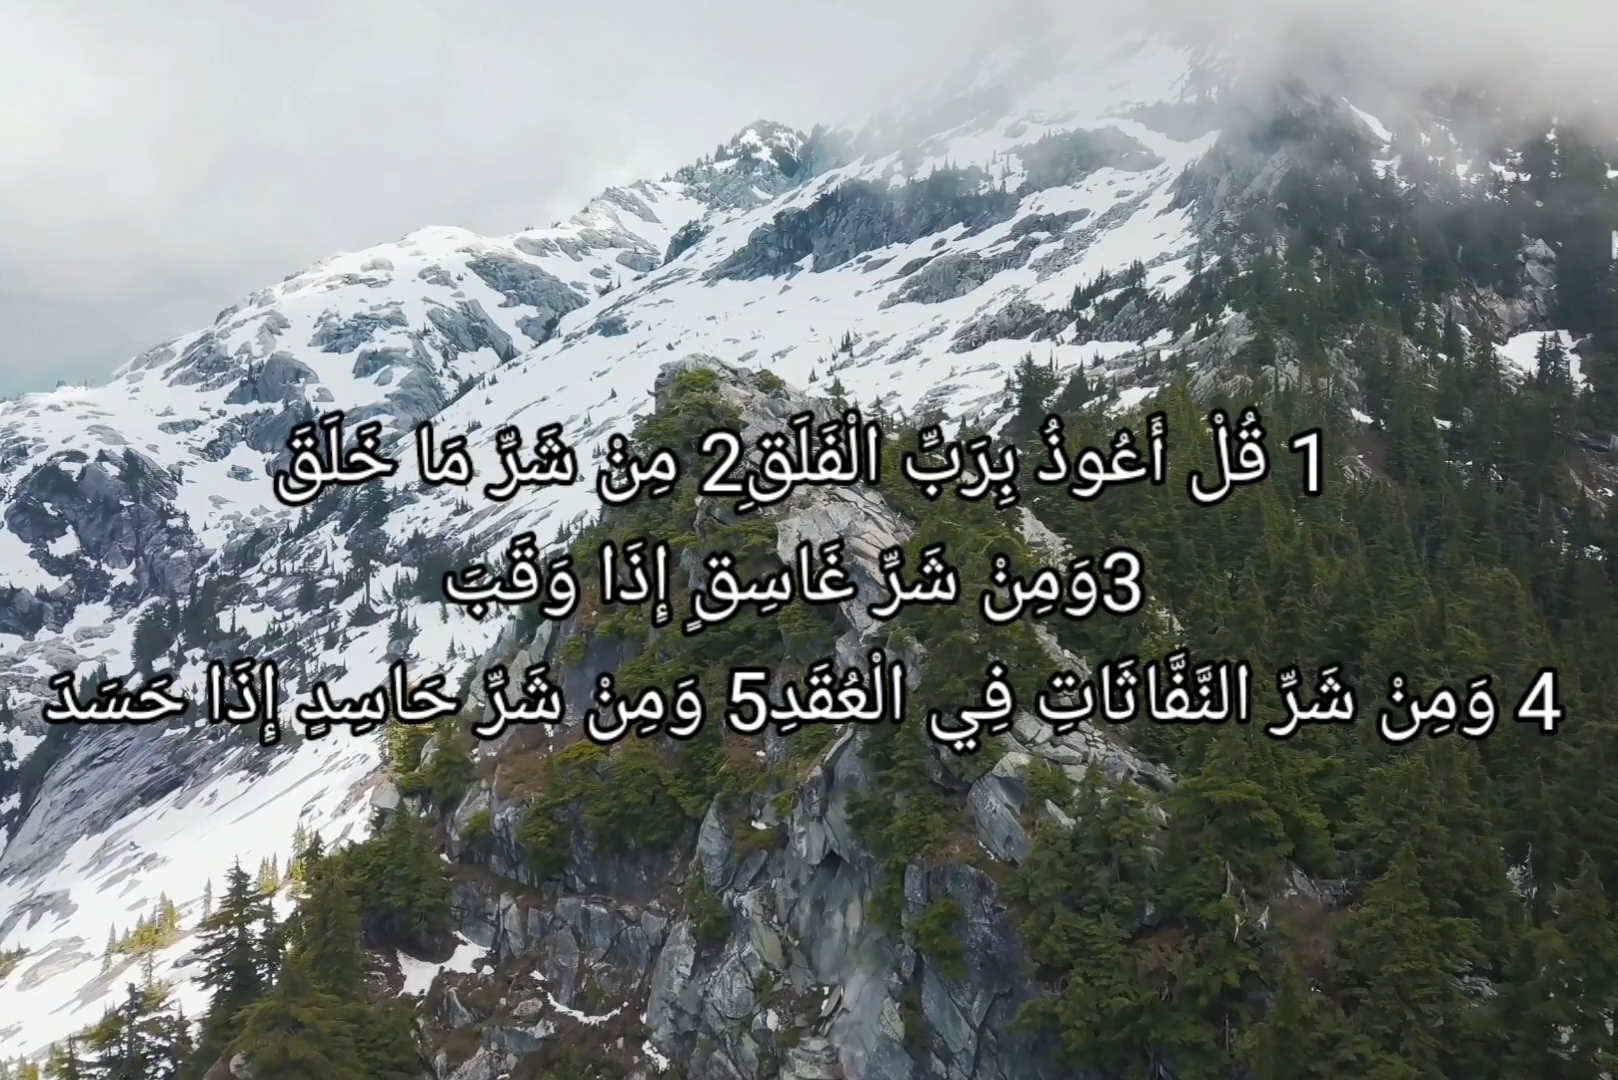 1 قُلْ أَعُوذُ بِرَبِّ الْفَلَقِ2 مِنْ شَرِّ مَا خَلَقَ
3وَمِنْ شَرِّ غَاسِقٍ إِذَا وَقَبَ
4 وَمِنْ شَرِّ النَّفَّاثَاتِ فِي الْعُقَدِ5 وَمِنْ شَرِّ حَاسِدٍ إِذَا حَسَدَ